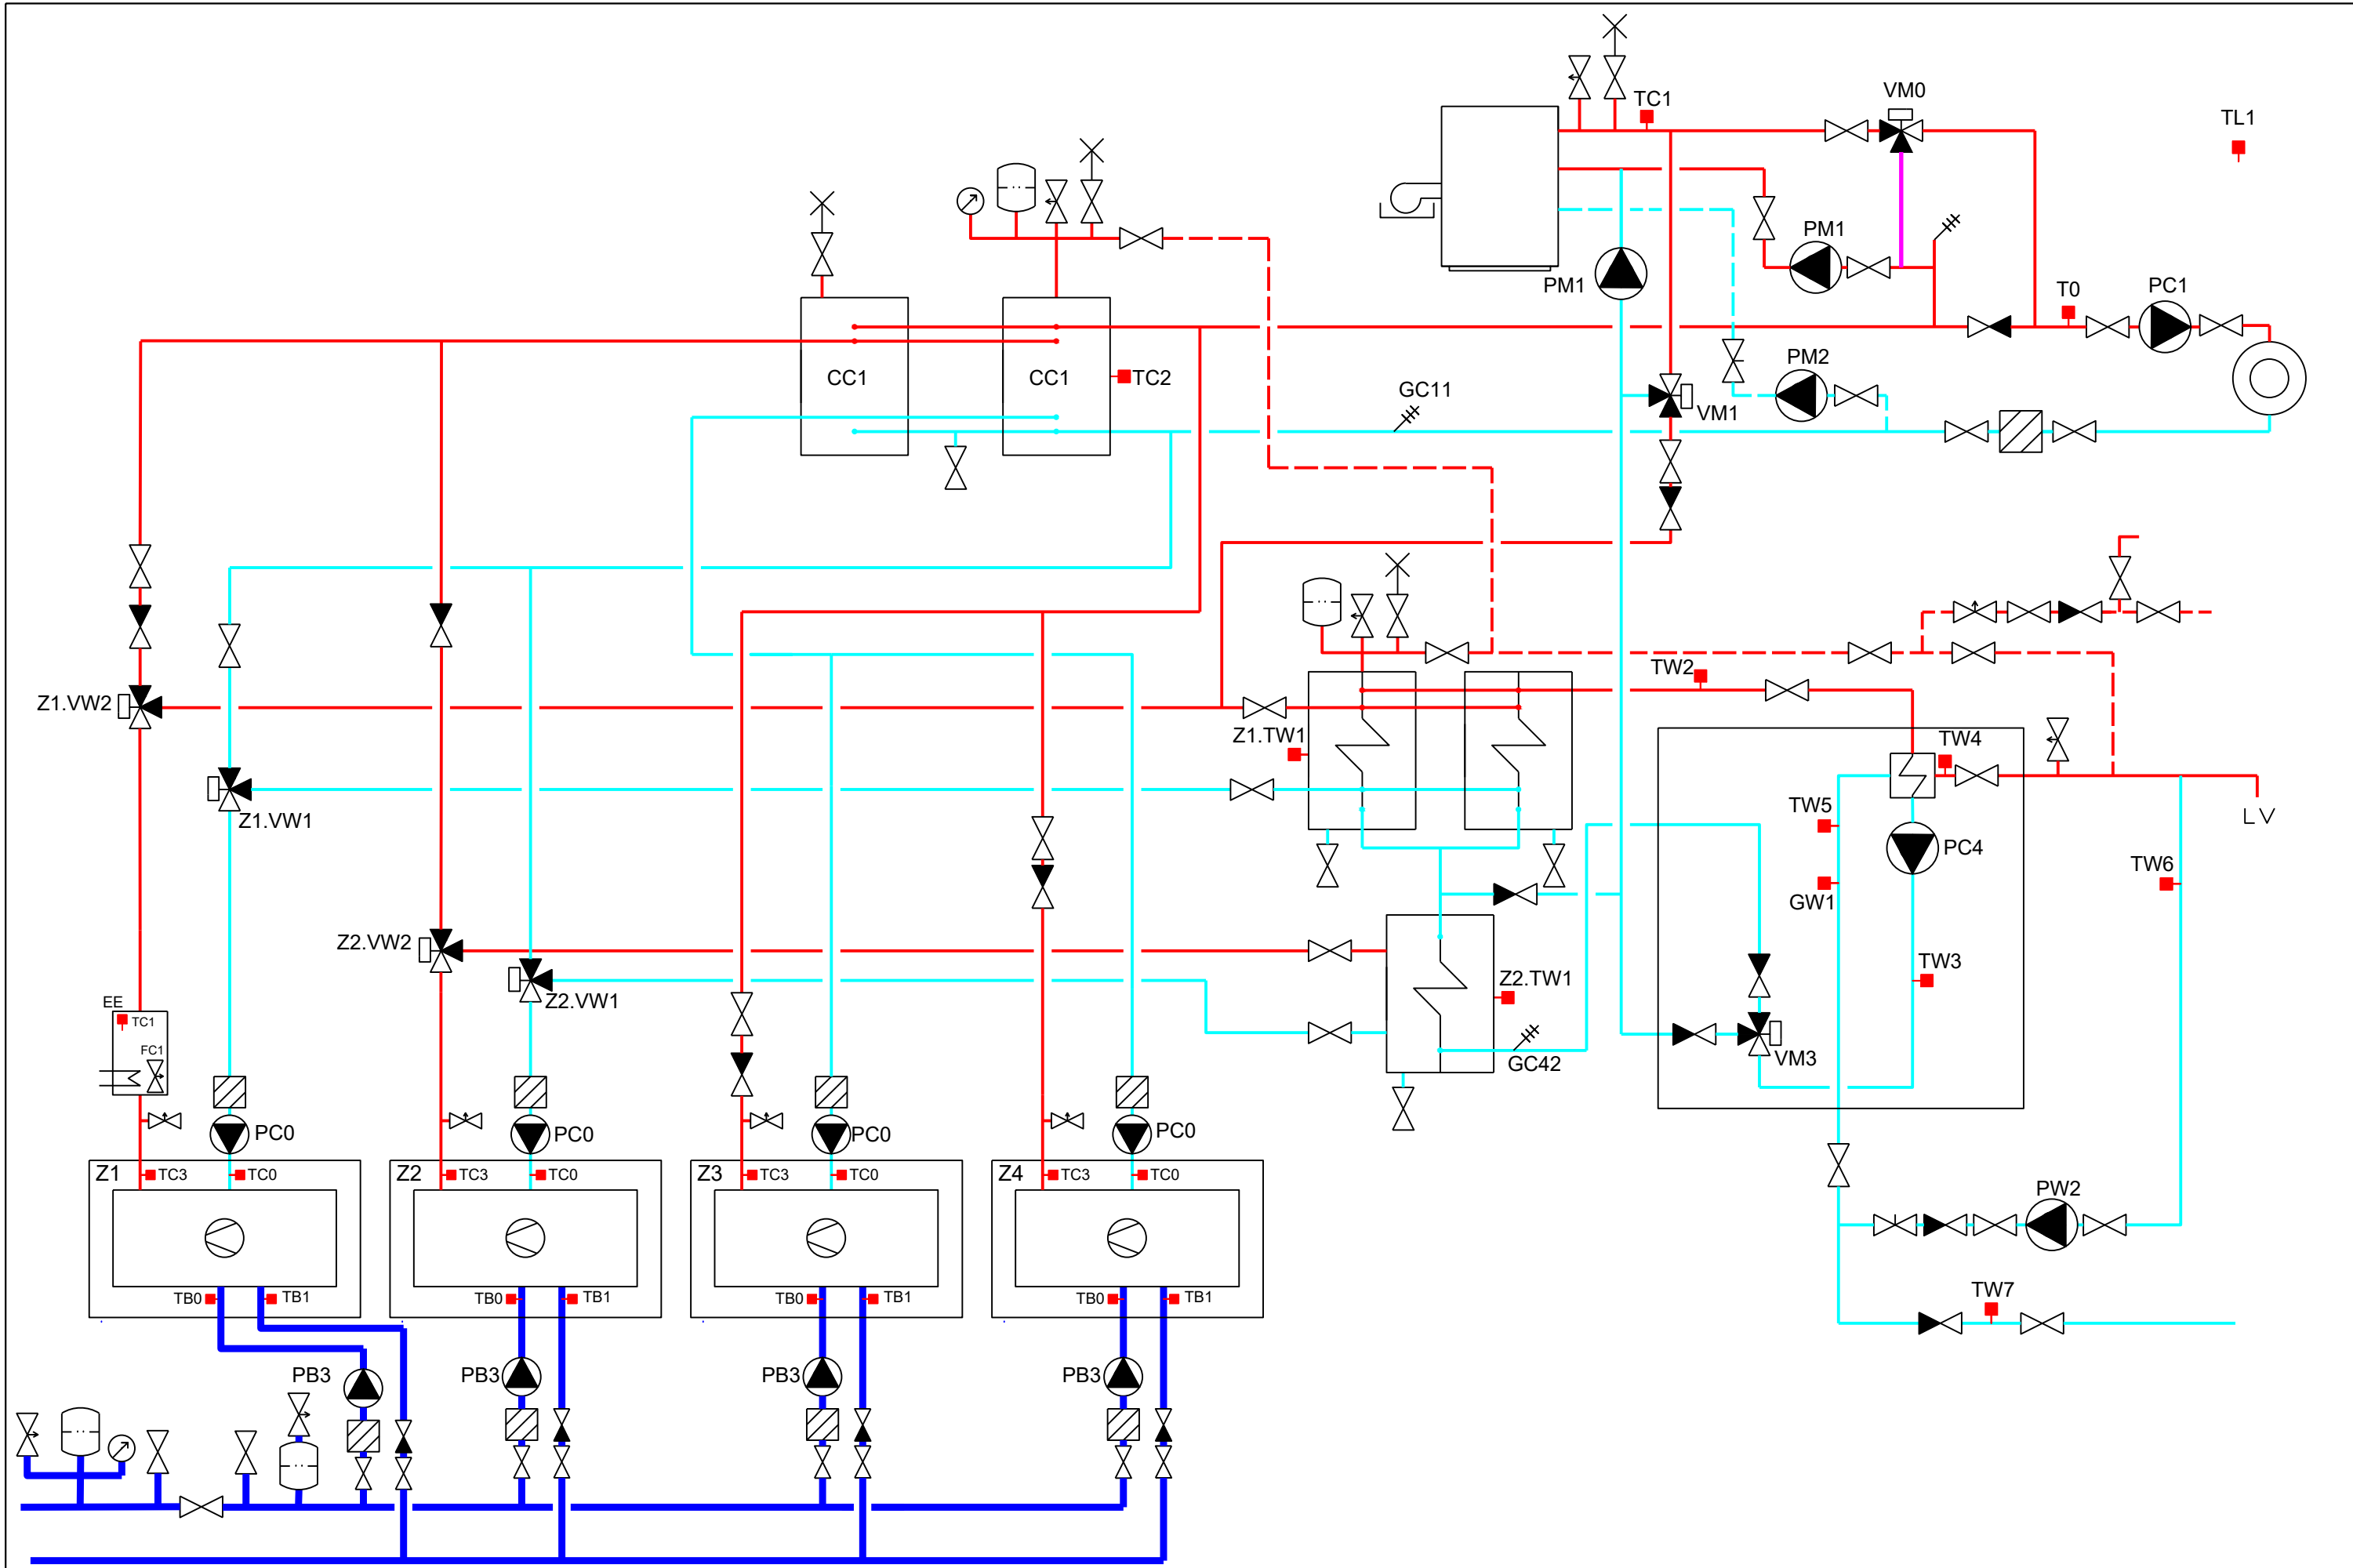 VM0
TC1
TL1
PM1
PM1
T0
PC1
PM2
CC1
CC1
TC2
GC11
VM1
TW2
Z1.VW2
Z1.TW1
TW4
TW5
LV
Z1.VW1
PC4
TW6
GW1
Z2.VW2
TW3
Z2.TW1
Z2.VW1
EE
TC1
FC1
VM3
GC42
PC0
PC0
PC0
PC0
Z1
TC3
TC0
Z2
TC3
TC0
Z3
TC3
TC0
Z4
TC3
TC0
PW2
TB0
TB1
TB0
TB1
TB0
TB1
TB0
TB1
TW7
PB3
PB3
PB3
PB3